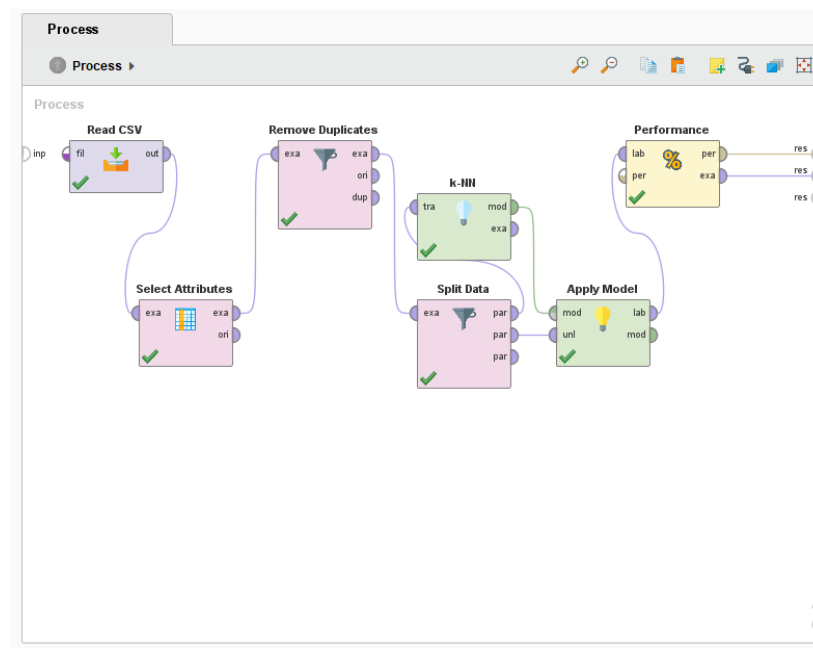 Process
Process
Process
Read CSV
Remove Duplicates
Performance
inp
fil
out
exa
exa
ori
dup
lab
per
per
exa
res
res
res
k-NN
tra
mod
exa
Select Attributes
exa
exa
ori
Split Data
exa
par
par
par
Apply Model
mod
lab
unl
mod